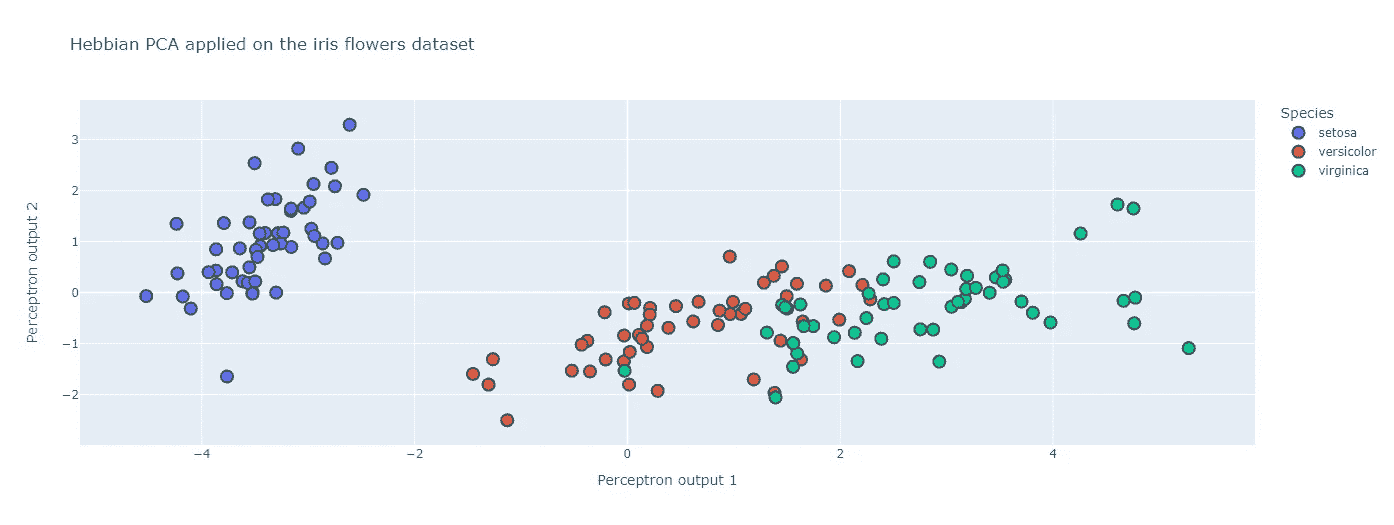 Hebbian PCA applied on the iris flowers dataset
Species
setosa
versicolor
virginica
Perceptron output 2
3
2
1
0
−1
−2
−4
−2
0
2
4
Perceptron output 1